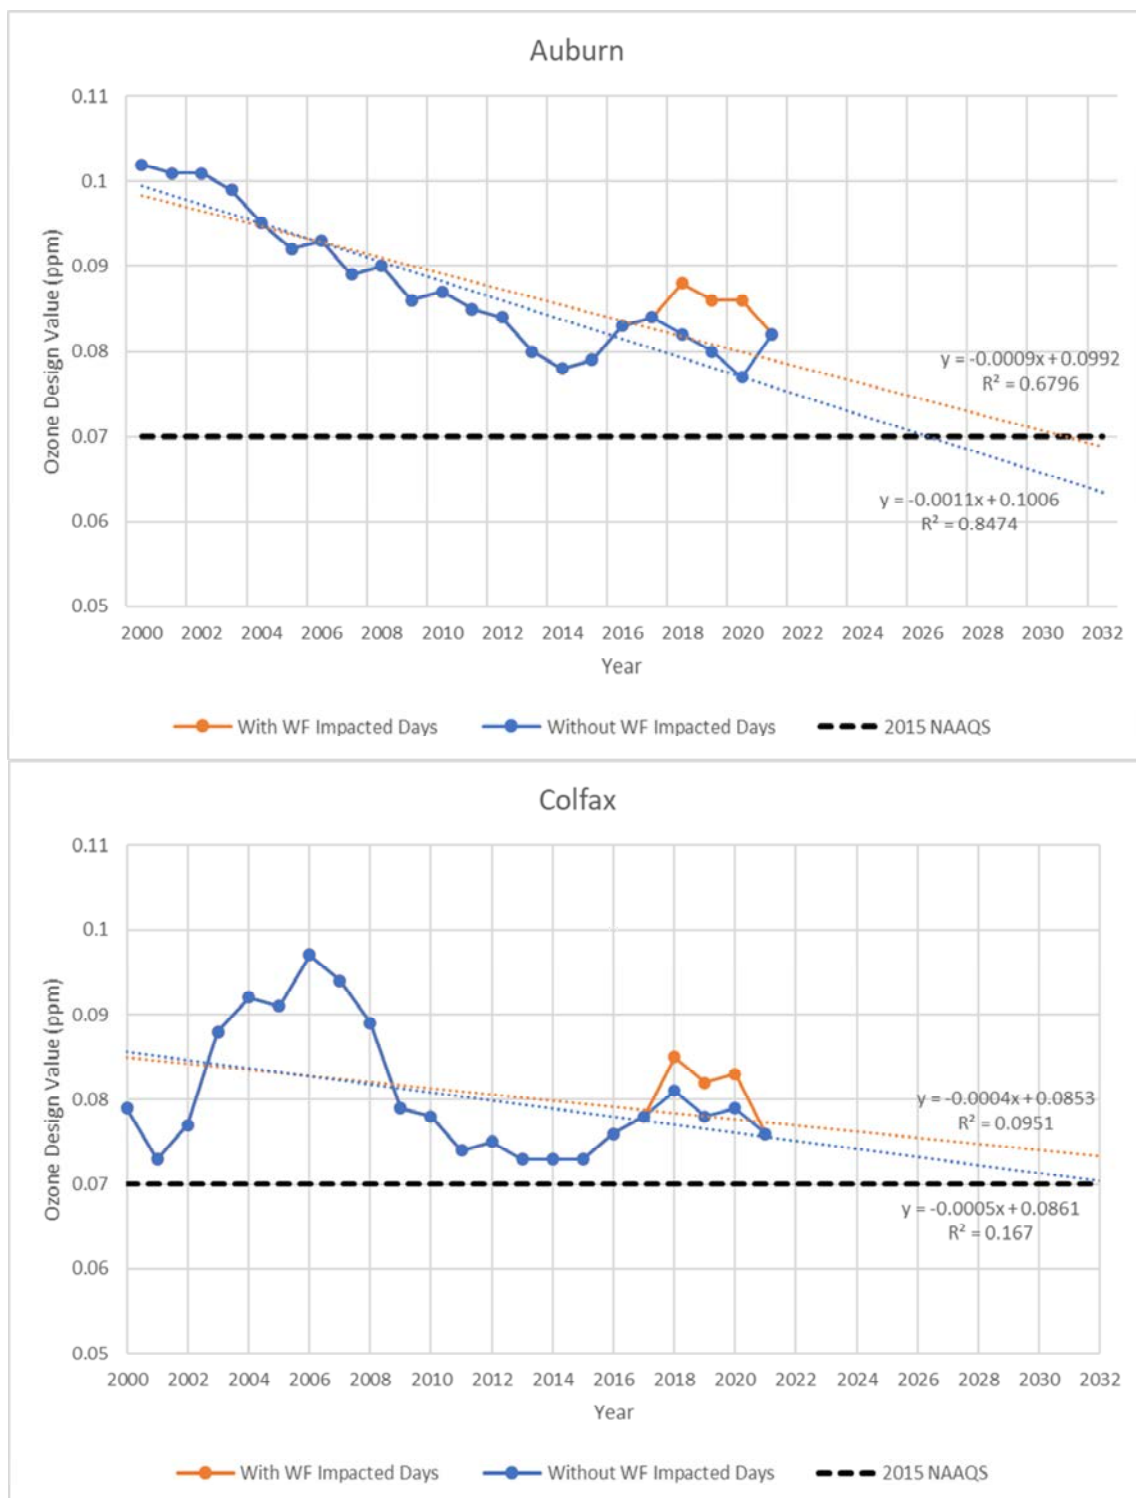 Auburn
0.11
0.1
0.09
0.08
0.07
0.06
0.05
Ozone Design Value (ppm)
y = -0.0009x + 0.0992
R² = 0.6796
y = -0.0011x + 0.1006
R² = 0.8474
2000 2002 2004 2006 2008 2010 2012 2014 2016 2018 2020 2022 2024 2026 2028 2030 2032
Year
With WF Impacted Days Without WF Impacted Days 2015 NAAQS
Colfax
0.11
0.1
0.09
0.08
0.07
0.06
0.05
Ozone Design Value (ppm)
y = -0.0004x + 0.0853
R² = 0.0951
y = -0.0005x + 0.0861
R² = 0.167
2000 2002 2004 2006 2008 2010 2012 2014 2016 2018 2020 2022 2024 2026 2028 2030 2032
Year
With WF Impacted Days Without WF Impacted Days 2015 NAAQS